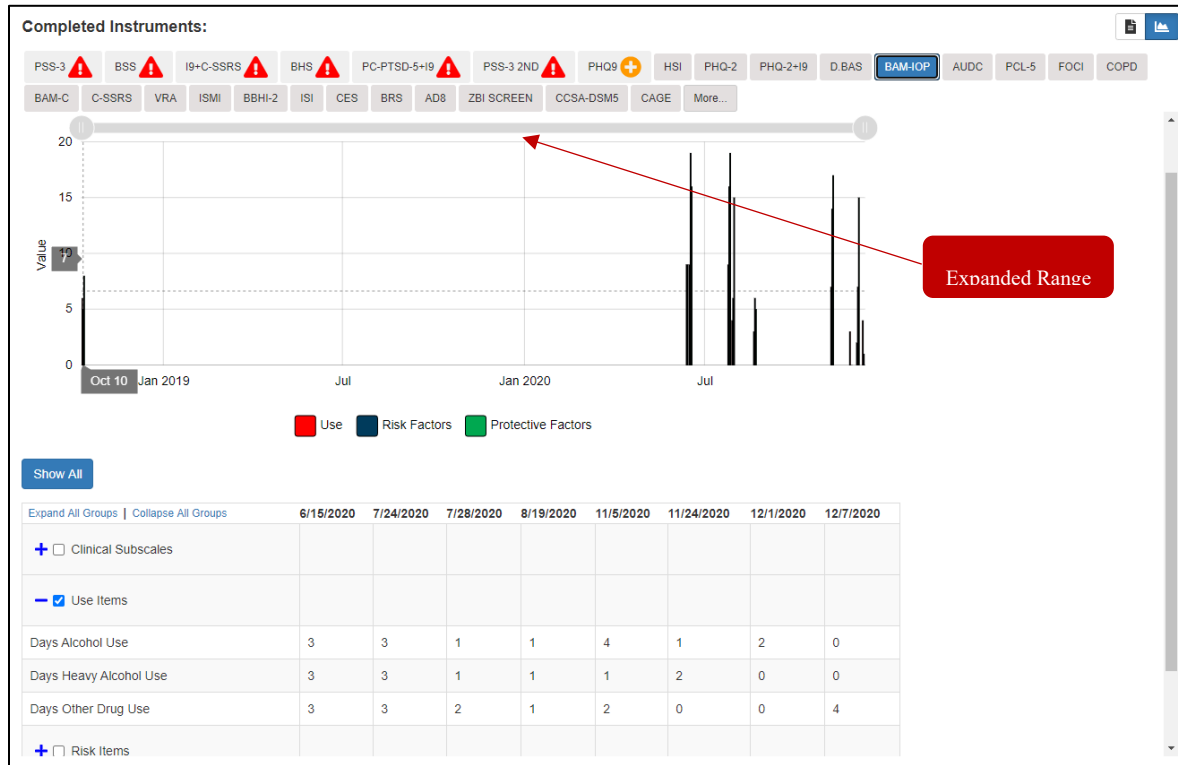 Completed Instruments:
PSS-3 BSS I9+C-SSRS BHS PC-PTSD-5+I9 PSS-3 2ND PHQ9 HSI PHQ-2 PHQ-2+I9 D.BAS BAM-IOP AUDC PCL-5 FOCI COPD
BAM-C C-SSRS VRA ISMI BBHI-2 ISI CES BRS AD8 ZBI SCREEN CCSA-DSM5 CAGE More...
20
15
10
7
5
0
Value
Oct 10 Jan 2019 Jul Jan 2020 Jul
Expanded Range
Use Risk Factors Protective Factors
Show All
Expand All Groups | Collapse All Groups 6/15/2020 7/24/2020 7/28/2020 8/19/2020 11/5/2020 11/24/2020 12/1/2020 12/7/2020
Clinical Subscales
Use Items
Days Alcohol Use 3 3 1 1 4 1 2 0
Days Heavy Alcohol Use 3 3 1 1 1 2 0 0
Days Other Drug Use 3 3 2 1 2 0 0 4
Risk Items